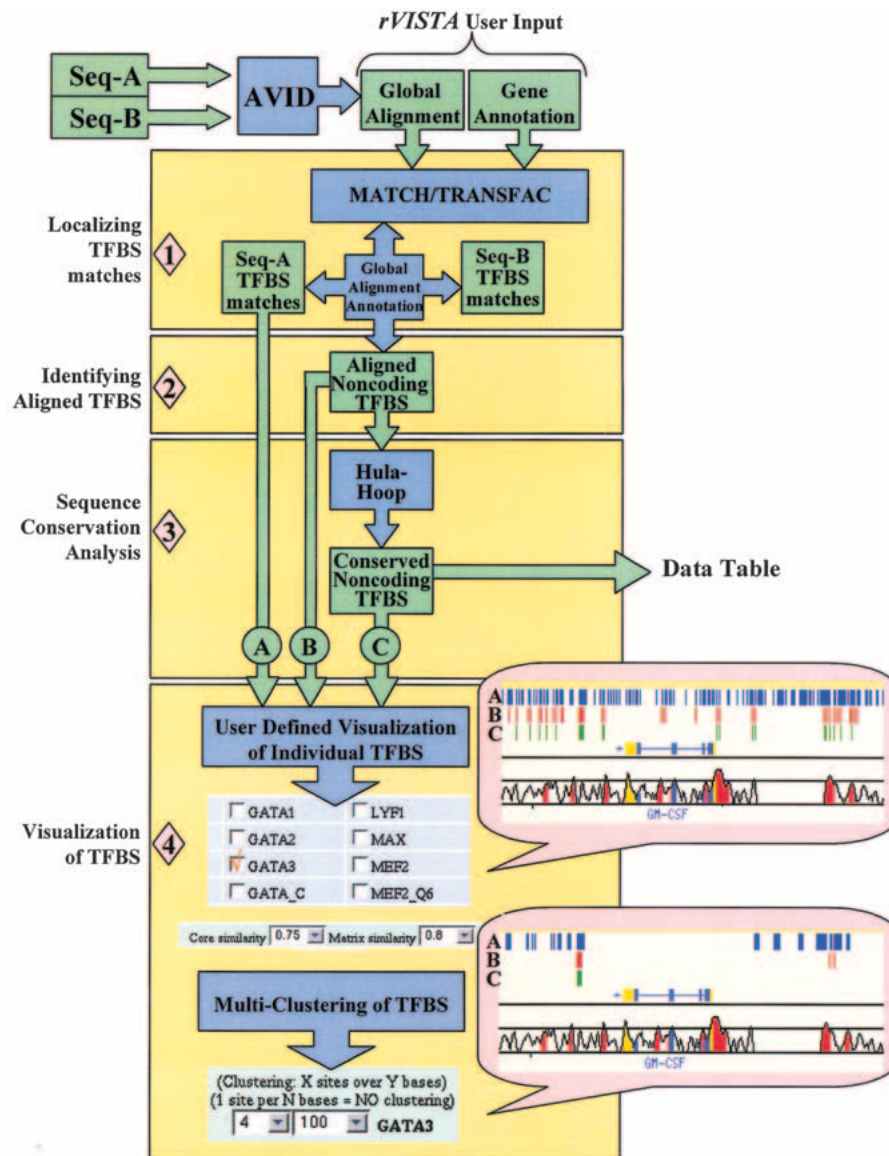 rVISTA User Input
Seq-A
Seq-B
AVID
Global
Alignment
Gene
Annotation
MATCH/TRANSFAC
Localizing
TFBS
matches
1
Seq-A
TFBS
matches
Global
Alignment
Annotation
Seq-B
TFBS
matches
Identifying
Aligned TFBS
2
Aligned
Noncoding
TFBS
Sequence
Conservation
Analysis
3
Hula-
Hoop
Conserved
Noncoding
TFBS
Data Table
A
B
C
Visualization
of TFBS
4
User Defined Visualization
of Individual TFBS
GATA1
LYF1
GATA2
MAX
GATA3
MEF2
GATA_C
MEF2_Q6
Core similarity 0.75 Matrix similarity 0.8
A
B
C
GM-CSF
Multi-Clustering of TFBS
(Clustering: X sites over Y bases)
(1 site per N bases = NO clustering)
4 100 GATA3
A
B
C
GM-CSF